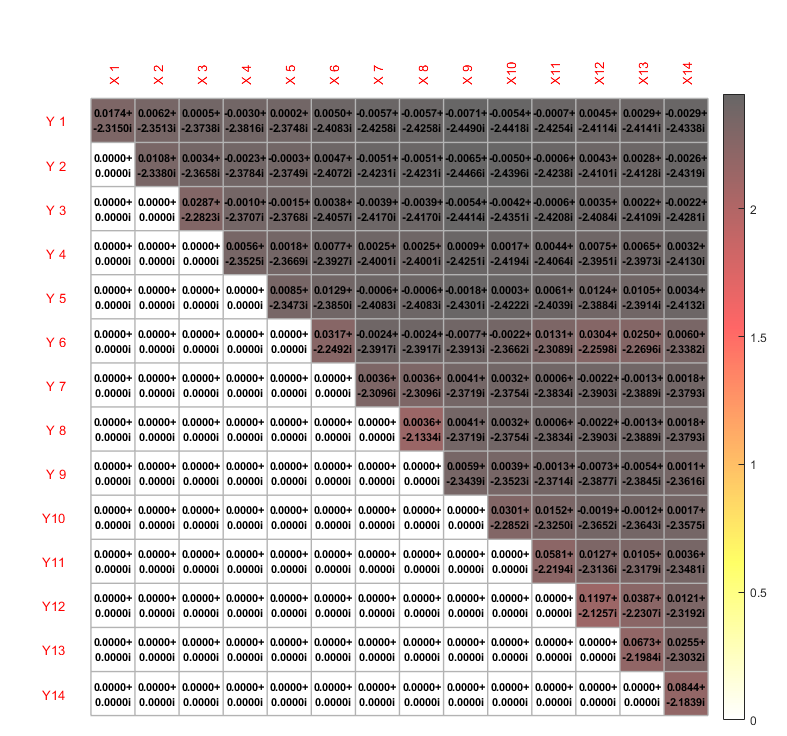 X 1 X 2 X 3 X 4 X 5 X 6 X 7 X 8 X 9 X10 X11 X12 X13 X14
0.0174+ 0.0062+ 0.0005+ -0.0030+ 0.0002+ 0.0050+ -0.0057+ -0.0057+ -0.0071+ -0.0054+ -0.0007+ 0.0045+ 0.0029+ -0.0029+
Y 1
-2.3150i -2.3513i -2.3738i -2.3816i -2.3748i -2.4083i -2.4258i -2.4258i -2.4490i -2.4418i -2.4254i -2.4114i -2.4141i -2.4338i
0.0000+ 0.0108+ 0.0034+ -0.0023+ -0.0003+ 0.0047+ -0.0051+ -0.0051+ -0.0065+ -0.0050+ -0.0006+ 0.0043+ 0.0028+ -0.0026+
Y 2
0.0000i -2.3380i -2.3658i -2.3784i -2.3749i -2.4072i -2.4231i -2.4231i -2.4466i -2.4396i -2.4238i -2.4101i -2.4128i -2.4319i
0.0000+ 0.0000+ 0.0287+ -0.0010+ -0.0015+ 0.0038+ -0.0039+ -0.0039+ -0.0054+ -0.0042+ -0.0006+ 0.0035+ 0.0022+ -0.0022+
Y 3
0.0000i 0.0000i -2.2823i -2.3707i -2.3768i -2.4057i -2.4170i -2.4170i -2.4414i -2.4351i -2.4208i -2.4084i -2.4109i -2.4281i
2
0.0000+ 0.0000+ 0.0000+ 0.0056+ 0.0018+ 0.0077+ 0.0025+ 0.0025+ 0.0009+ 0.0017+ 0.0044+ 0.0075+ 0.0065+ 0.0032+
Y 4
0.0000i 0.0000i 0.0000i -2.3525i -2.3669i -2.3927i -2.4001i -2.4001i -2.4251i -2.4194i -2.4064i -2.3951i -2.3973i -2.4130i
0.0000+ 0.0000+ 0.0000+ 0.0000+ 0.0085+ 0.0129+ -0.0006+ -0.0006+ -0.0018+ 0.0003+ 0.0061+ 0.0124+ 0.0105+ 0.0034+
Y 5
0.0000i 0.0000i 0.0000i 0.0000i -2.3473i -2.3850i -2.4083i -2.4083i -2.4301i -2.4222i -2.4039i -2.3884i -2.3914i -2.4132i
0.0000+ 0.0000+ 0.0000+ 0.0000+ 0.0000+ 0.0317+ -0.0024+ -0.0024+ -0.0077+ -0.0022+ 0.0131+ 0.0304+ 0.0250+ 0.0060+
Y 6
1.5
0.0000i 0.0000i 0.0000i 0.0000i 0.0000i -2.2492i -2.3917i -2.3917i -2.3913i -2.3662i -2.3089i -2.2598i -2.2696i -2.3382i
0.0000+ 0.0000+ 0.0000+ 0.0000+ 0.0000+ 0.0000+ 0.0036+ 0.0036+ 0.0041+ 0.0032+ 0.0006+ -0.0022+ -0.0013+ 0.0018+
Y 7
0.0000i 0.0000i 0.0000i 0.0000i 0.0000i 0.0000i -2.3096i -2.3096i -2.3719i -2.3754i -2.3834i -2.3903i -2.3889i -2.3793i
0.0000+ 0.0000+ 0.0000+ 0.0000+ 0.0000+ 0.0000+ 0.0000+ 0.0036+ 0.0041+ 0.0032+ 0.0006+ -0.0022+ -0.0013+ 0.0018+
Y 8
0.0000i 0.0000i 0.0000i 0.0000i 0.0000i 0.0000i 0.0000i -2.1334i -2.3719i -2.3754i -2.3834i -2.3903i -2.3889i -2.3793i
0.0000+ 0.0000+ 0.0000+ 0.0000+ 0.0000+ 0.0000+ 0.0000+ 0.0000+ 0.0059+ 0.0039+ -0.0013+ -0.0073+ -0.0054+ 0.0011+
1
Y 9
0.0000i 0.0000i 0.0000i 0.0000i 0.0000i 0.0000i 0.0000i 0.0000i -2.3439i -2.3523i -2.3714i -2.3877i -2.3845i -2.3616i
0.0000+ 0.0000+ 0.0000+ 0.0000+ 0.0000+ 0.0000+ 0.0000+ 0.0000+ 0.0000+ 0.0301+ 0.0152+ -0.0019+ -0.0012+ 0.0017+
Y10
0.0000i 0.0000i 0.0000i 0.0000i 0.0000i 0.0000i 0.0000i 0.0000i 0.0000i -2.2852i -2.3250i -2.3652i -2.3643i -2.3575i
0.0000+ 0.0000+ 0.0000+ 0.0000+ 0.0000+ 0.0000+ 0.0000+ 0.0000+ 0.0000+ 0.0000+ 0.0581+ 0.0127+ 0.0105+ 0.0036+
Y11
0.0000i 0.0000i 0.0000i 0.0000i 0.0000i 0.0000i 0.0000i 0.0000i 0.0000i 0.0000i -2.2194i -2.3136i -2.3179i -2.3481i
0.5
0.0000+ 0.0000+ 0.0000+ 0.0000+ 0.0000+ 0.0000+ 0.0000+ 0.0000+ 0.0000+ 0.0000+ 0.0000+ 0.1197+ 0.0387+ 0.0121+
Y12
0.0000i 0.0000i 0.0000i 0.0000i 0.0000i 0.0000i 0.0000i 0.0000i 0.0000i 0.0000i 0.0000i -2.1257i -2.2307i -2.3192i
0.0000+ 0.0000+ 0.0000+ 0.0000+ 0.0000+ 0.0000+ 0.0000+ 0.0000+ 0.0000+ 0.0000+ 0.0000+ 0.0000+ 0.0673+ 0.0255+
Y13
0.0000i 0.0000i 0.0000i 0.0000i 0.0000i 0.0000i 0.0000i 0.0000i 0.0000i 0.0000i 0.0000i 0.0000i -2.1984i -2.3032i
0.0000+ 0.0000+ 0.0000+ 0.0000+ 0.0000+ 0.0000+ 0.0000+ 0.0000+ 0.0000+ 0.0000+ 0.0000+ 0.0000+ 0.0000+ 0.0844+
Y14
0.0000i 0.0000i 0.0000i 0.0000i 0.0000i 0.0000i 0.0000i 0.0000i 0.0000i 0.0000i 0.0000i 0.0000i 0.0000i -2.1839i
0